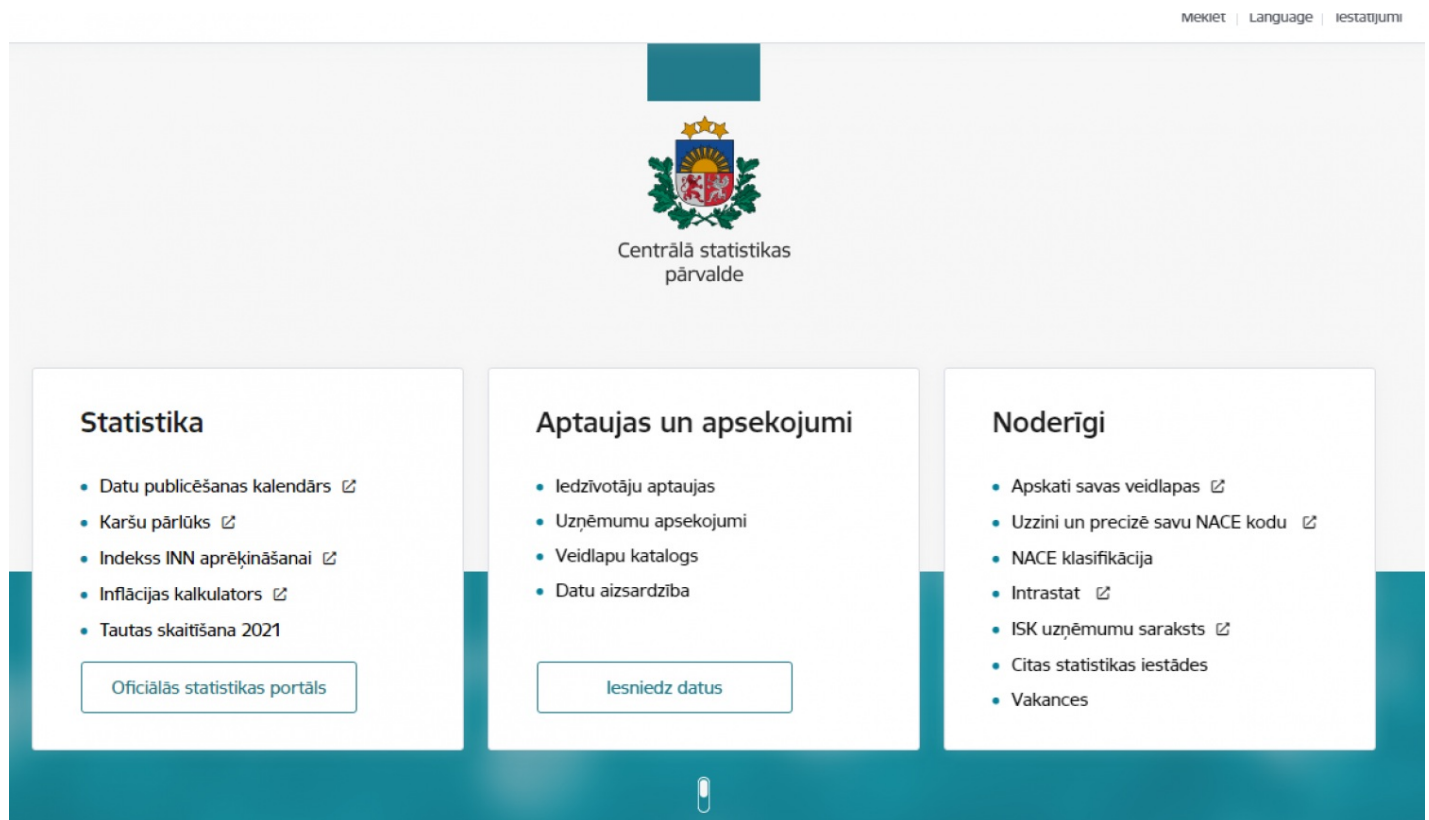 Meklēt | Language | Iestatījumi
Centrālā statistikas
pārvalde
Statistika
Datu publicēšanas kalendārs
Karšu pārlūks
Indekss INN aprēķināšanai
Inflācijas kalkulators
Tautas skaitīšana 2021
Oficiālās statistikas portāls
Aptaujas un apsekojumi
Iedzīvotāju aptaujas
Uzņēmumu apsekojumi
Veidlapu katalogs
Datu aizsardzība
Iesniedz datus
Noderīgi
Apskati savas veidlapas
Uzzini un precizē savu NACE kodu
NACE klasifikācija
Intrastat
ISK uzņēmumu saraksts
Citas statistikas iestādes
Vakances